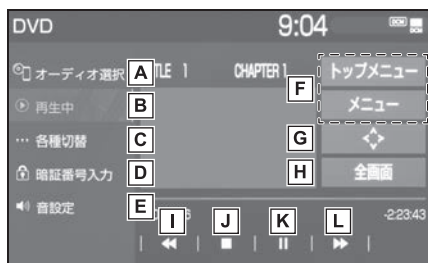 DVD 9:04 DCM
オーディオ選択 A TLE 1 CHAPTER 1 トップメニュー
F
再生中 B メニュー
各種切替 C G
暗証番号入力 D H 全画面
音設定 E
I J K L -2:23:43